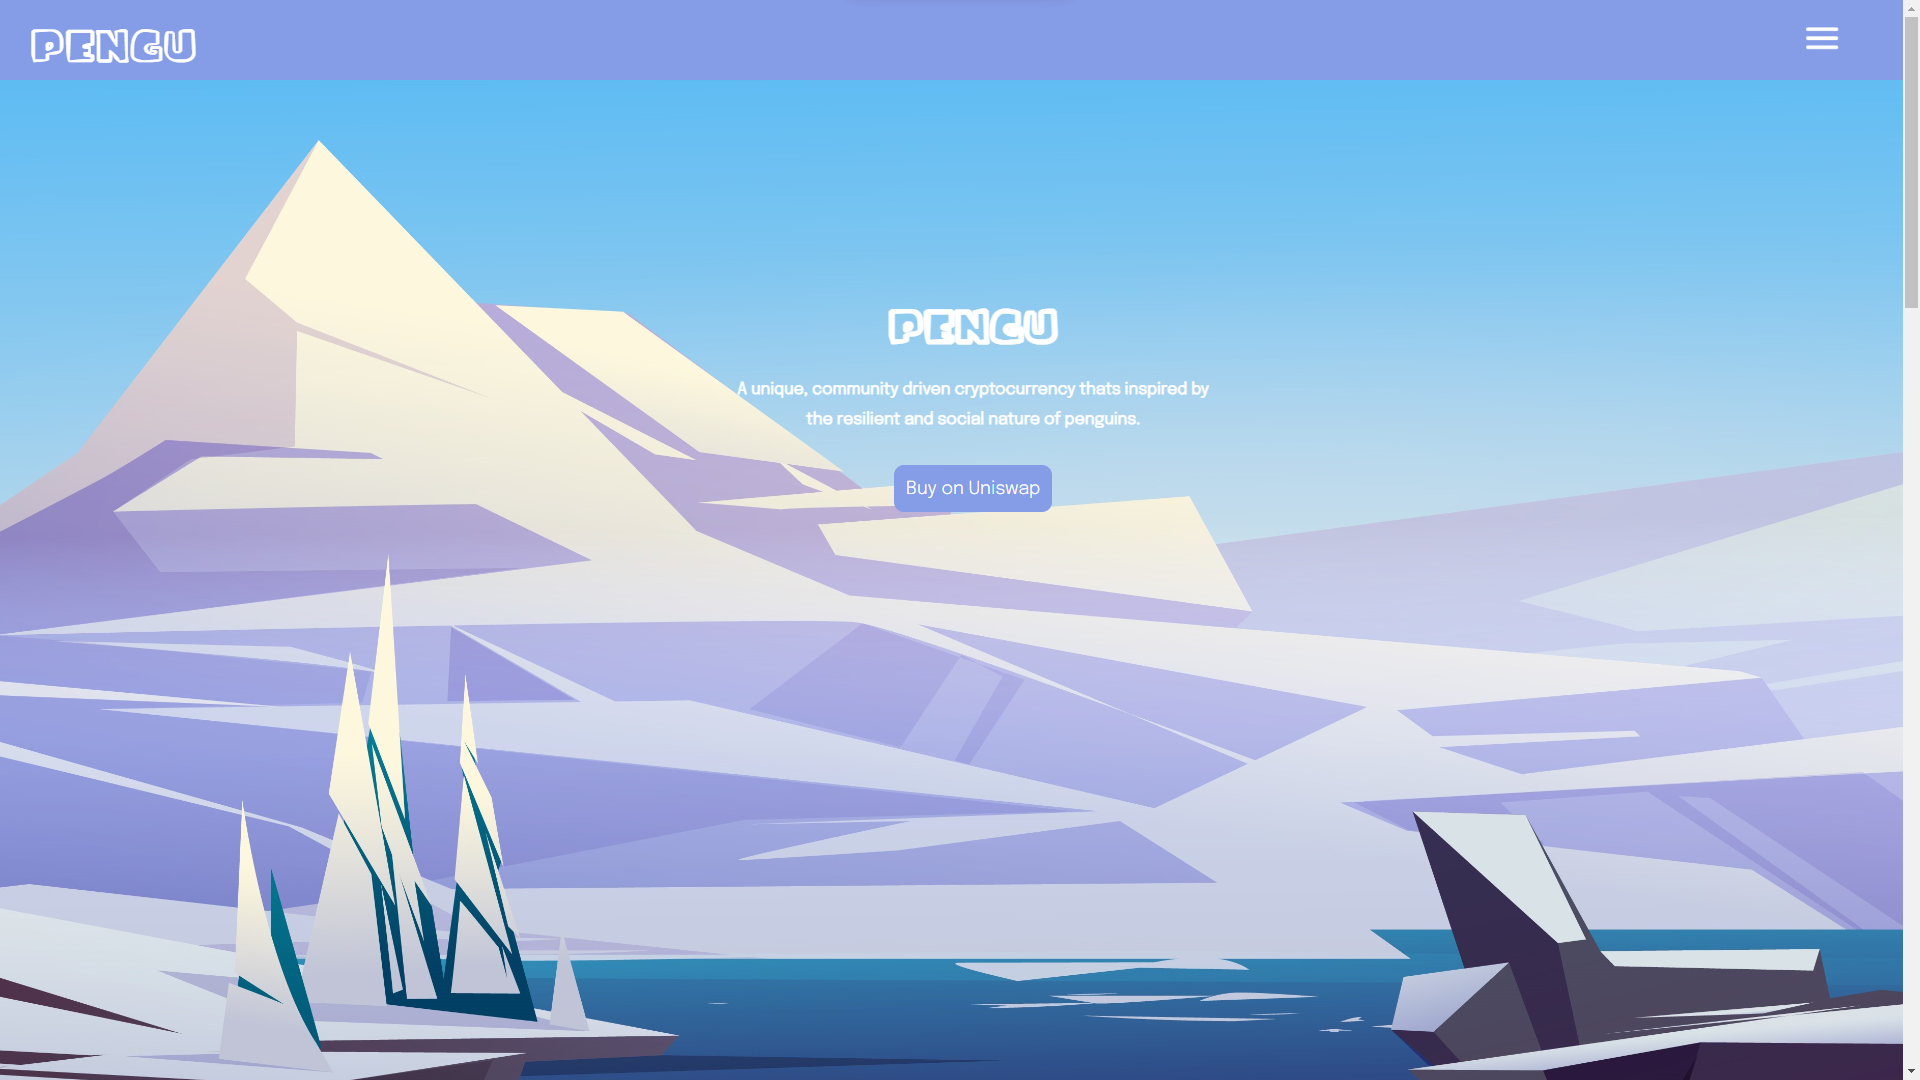 PENGU
PENGU
A unique, community driven cryptocurrency thats inspired by
the resilient and social nature of penguins.
Buy on Uniswap